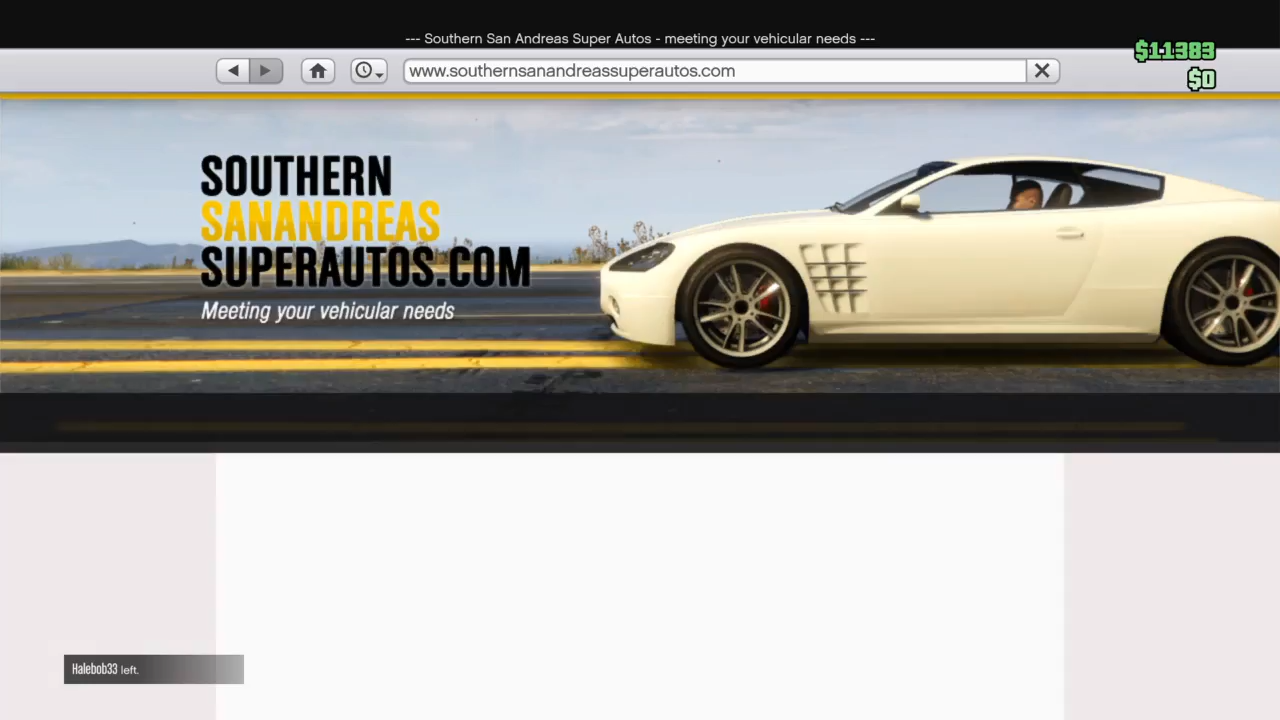 --- Southern San Andreas Super Autos - meeting your vehicular needs ---
$11383
www.southernsanandreassuperautos.com
$0
SOUTHERN
SANANDREAS
SUPERAUTOS.COM
Meeting your vehicular needs
Halebob33 left.